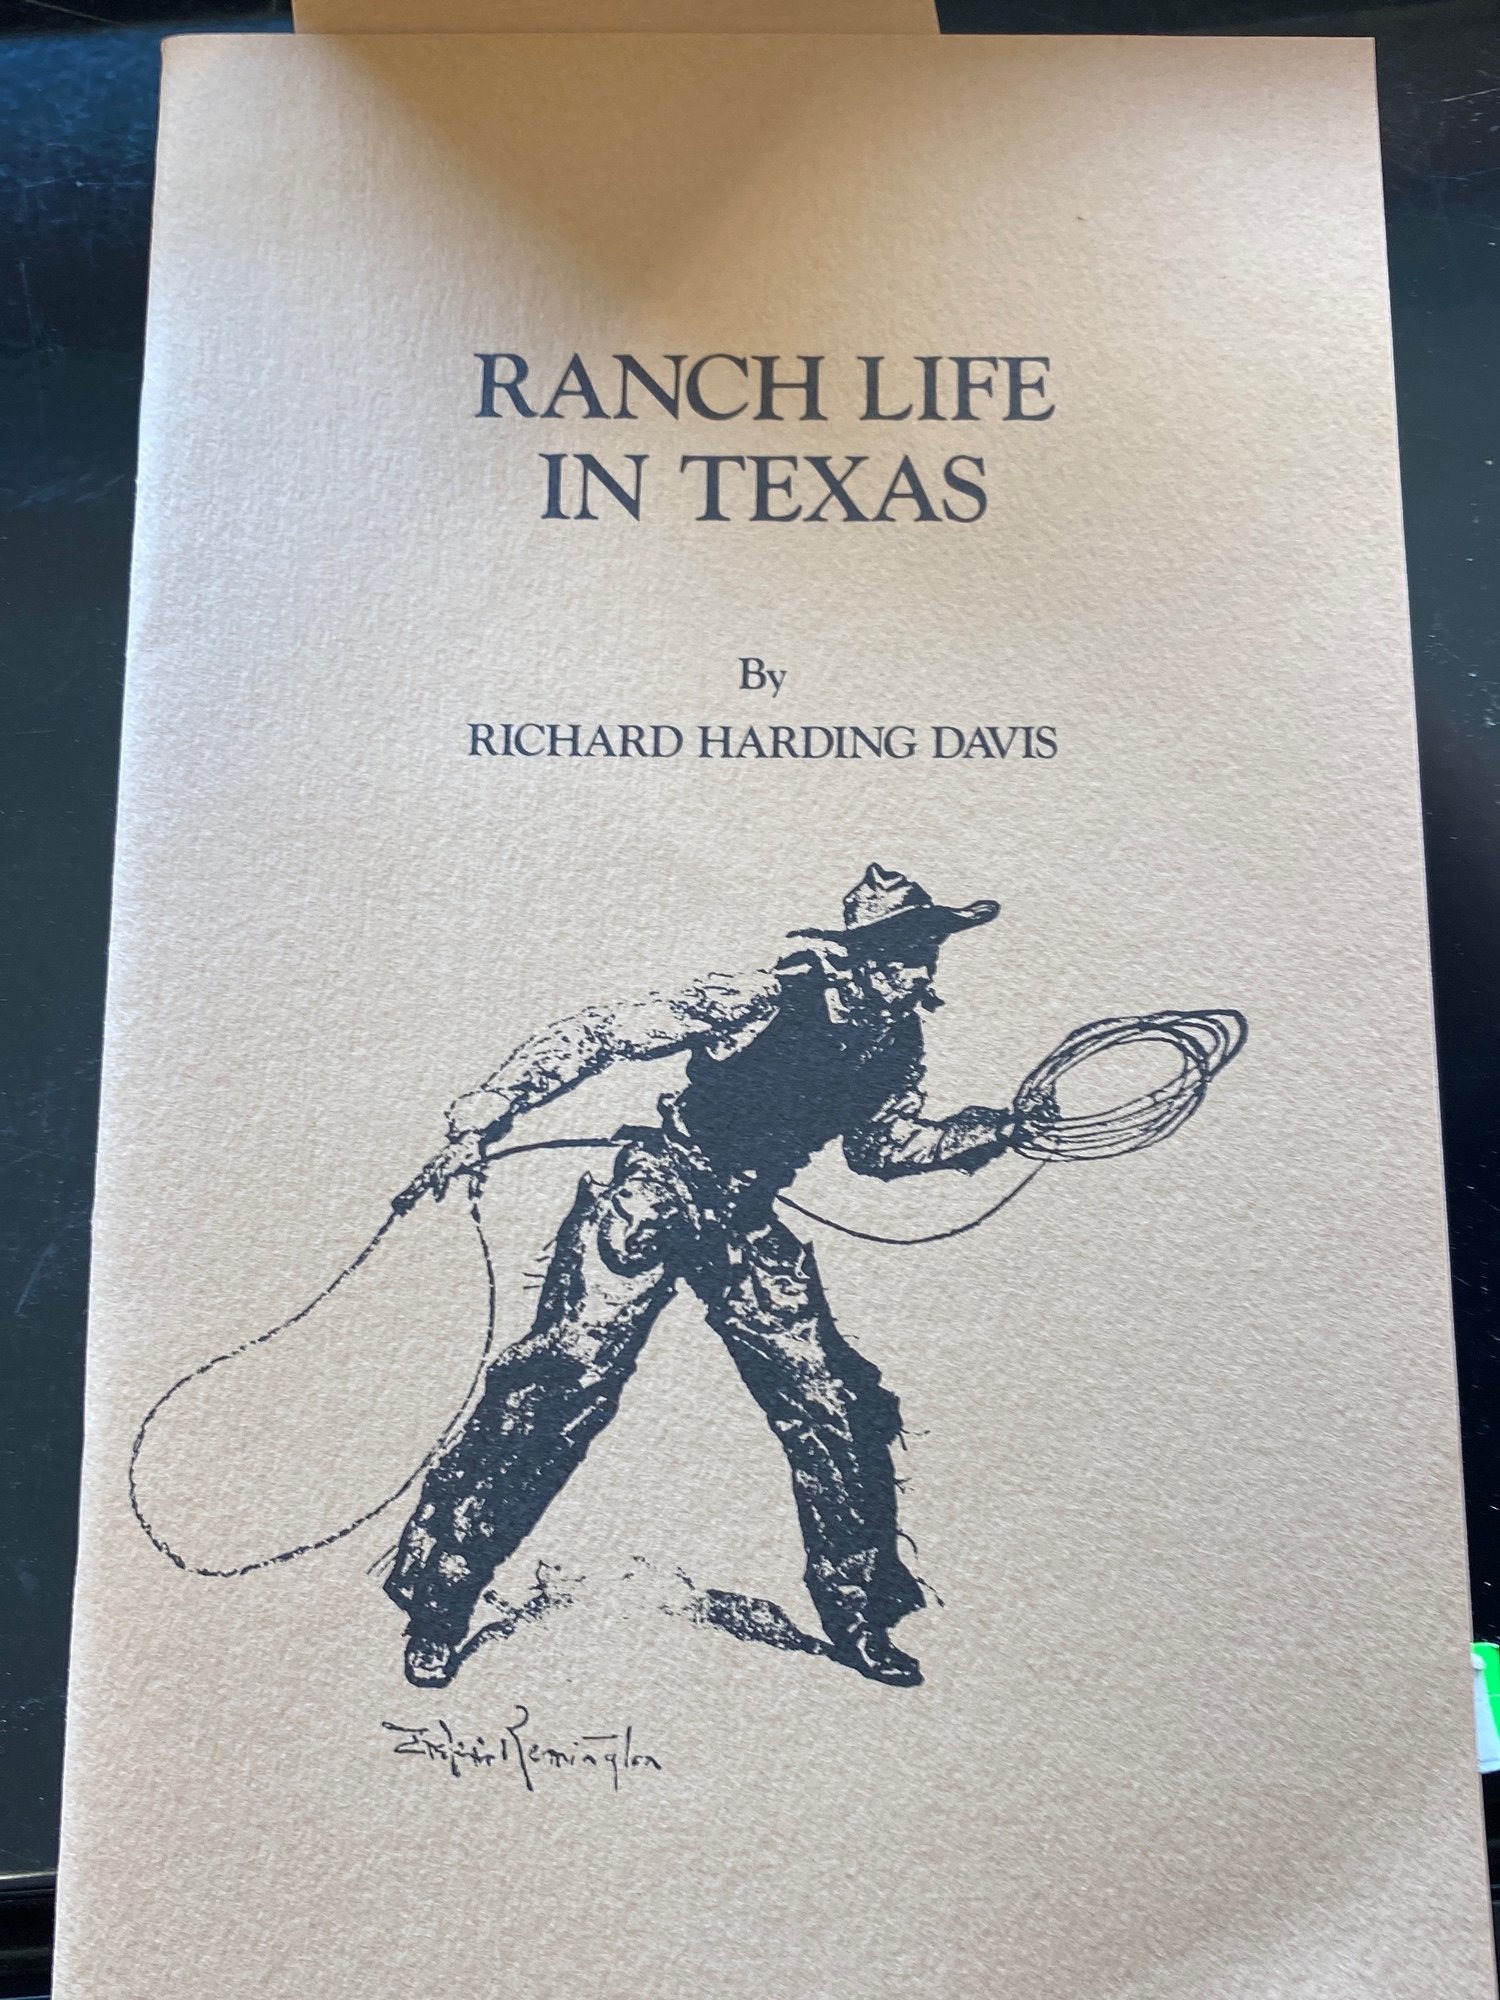 RANCH LIFE
IN TEXAS
By
RICHARD HARDING DAVIS
Frederic Remington